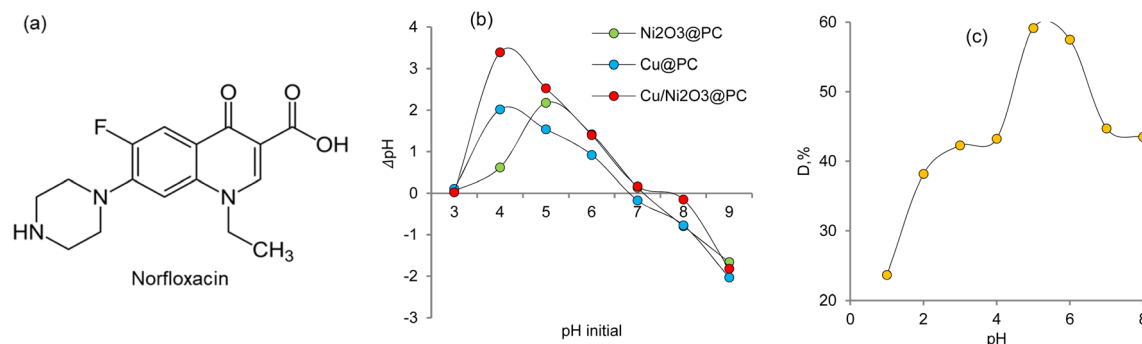 (a)
O
O
F
OH
N
N
HN
CH3
Norfloxacin
(b)
Ni2O3@PC
Cu@PC
Cu/Ni2O3@PC
4
3
2
1
0
-1
-2
-3
ΔpH
3 4 5 6 7 8 9
pH initial
(c)
60
50
40
30
20
D,%
0 2 4 6 8
pH